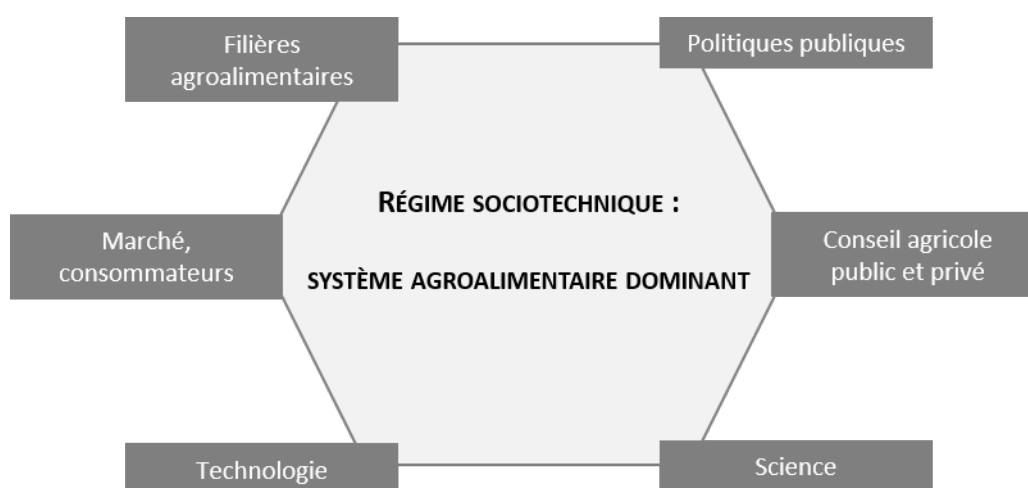 Filières
agroalimentaires
Politiques publiques
RÉGIME SOCIOTECHNIQUE :
SYSTÈME AGROALIMENTAIRE DOMINANT
Marché,
consommateurs
Conseil agricole
public et privé
Technologie
Science